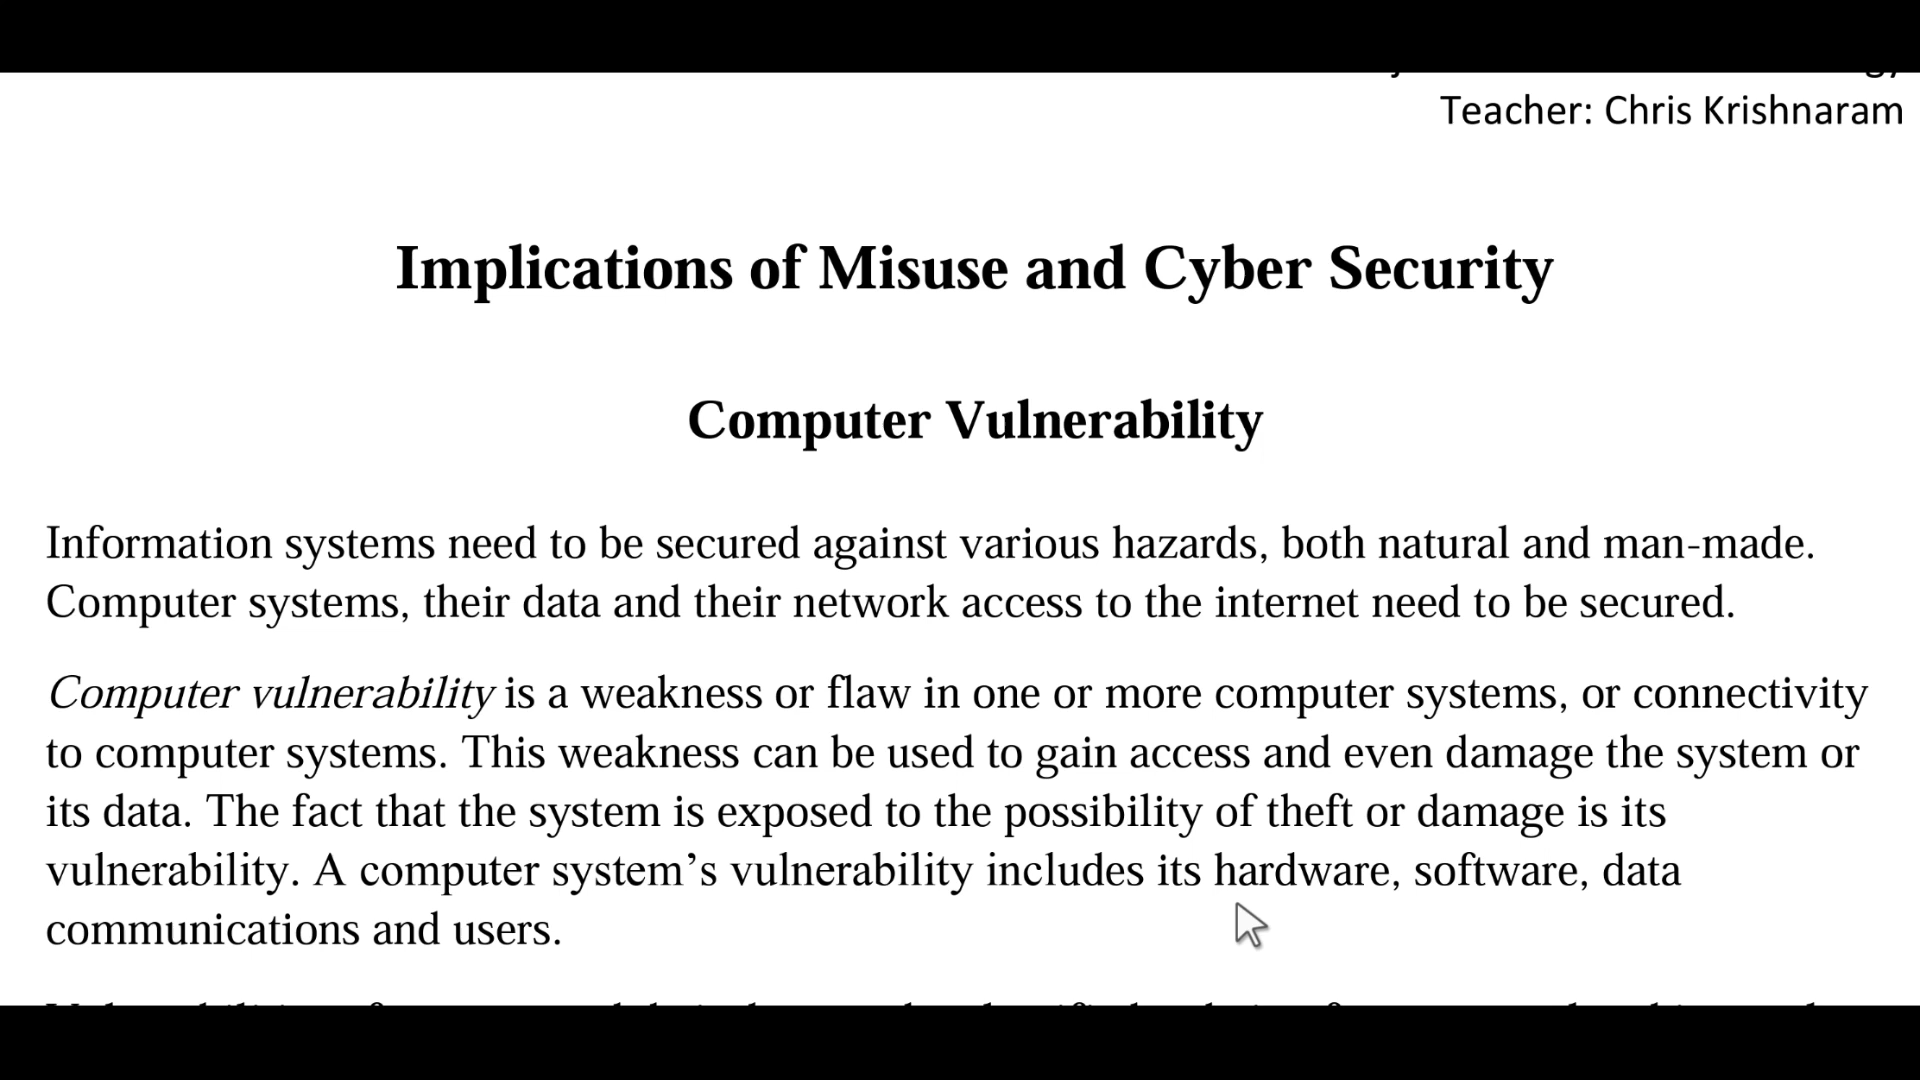 Teacher: Chris Krishnaram
Implications of Misuse and Cyber Security
Computer Vulnerability
Information systems need to be secured against various hazards, both natural and man-made.
Computer systems, their data and their network access to the internet need to be secured.
Computer vulnerability is a weakness or flaw in one or more computer systems, or connectivity
to computer systems. This weakness can be used to gain access and even damage the system or
its data. The fact that the system is exposed to the possibility of theft or damage is its
vulnerability. A computer system’s vulnerability includes its hardware, software, data
communications and users.